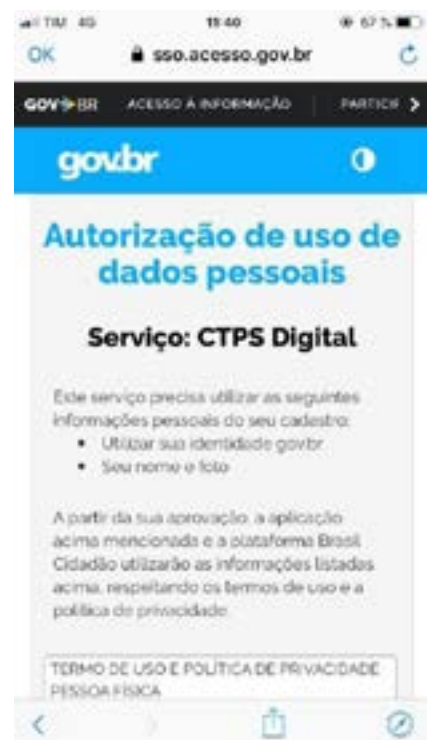 TIM 4G 11:40 67%
OK sso.acesso.gov.br
GOV BR ACESSO À INFORMAÇÃO PARTICIP
gov.br
Autorização de uso de
dados pessoais
Serviço: CTPS Digital
Este serviço precisa utilizar as seguintes
informações pessoais do seu cadastro:
Utilizar sua identidade gov.br
Seu nome e foto
A partir da sua aprovação, a aplicação
acima mencionada e a plataforma Brasil
Cidadão utilizarão as informações listadas
acima, respeitando os termos de uso e a
política de privacidade.
TERMO DE USO E POLÍTICA DE PRIVACIDADE
PESSOA FÍSICA